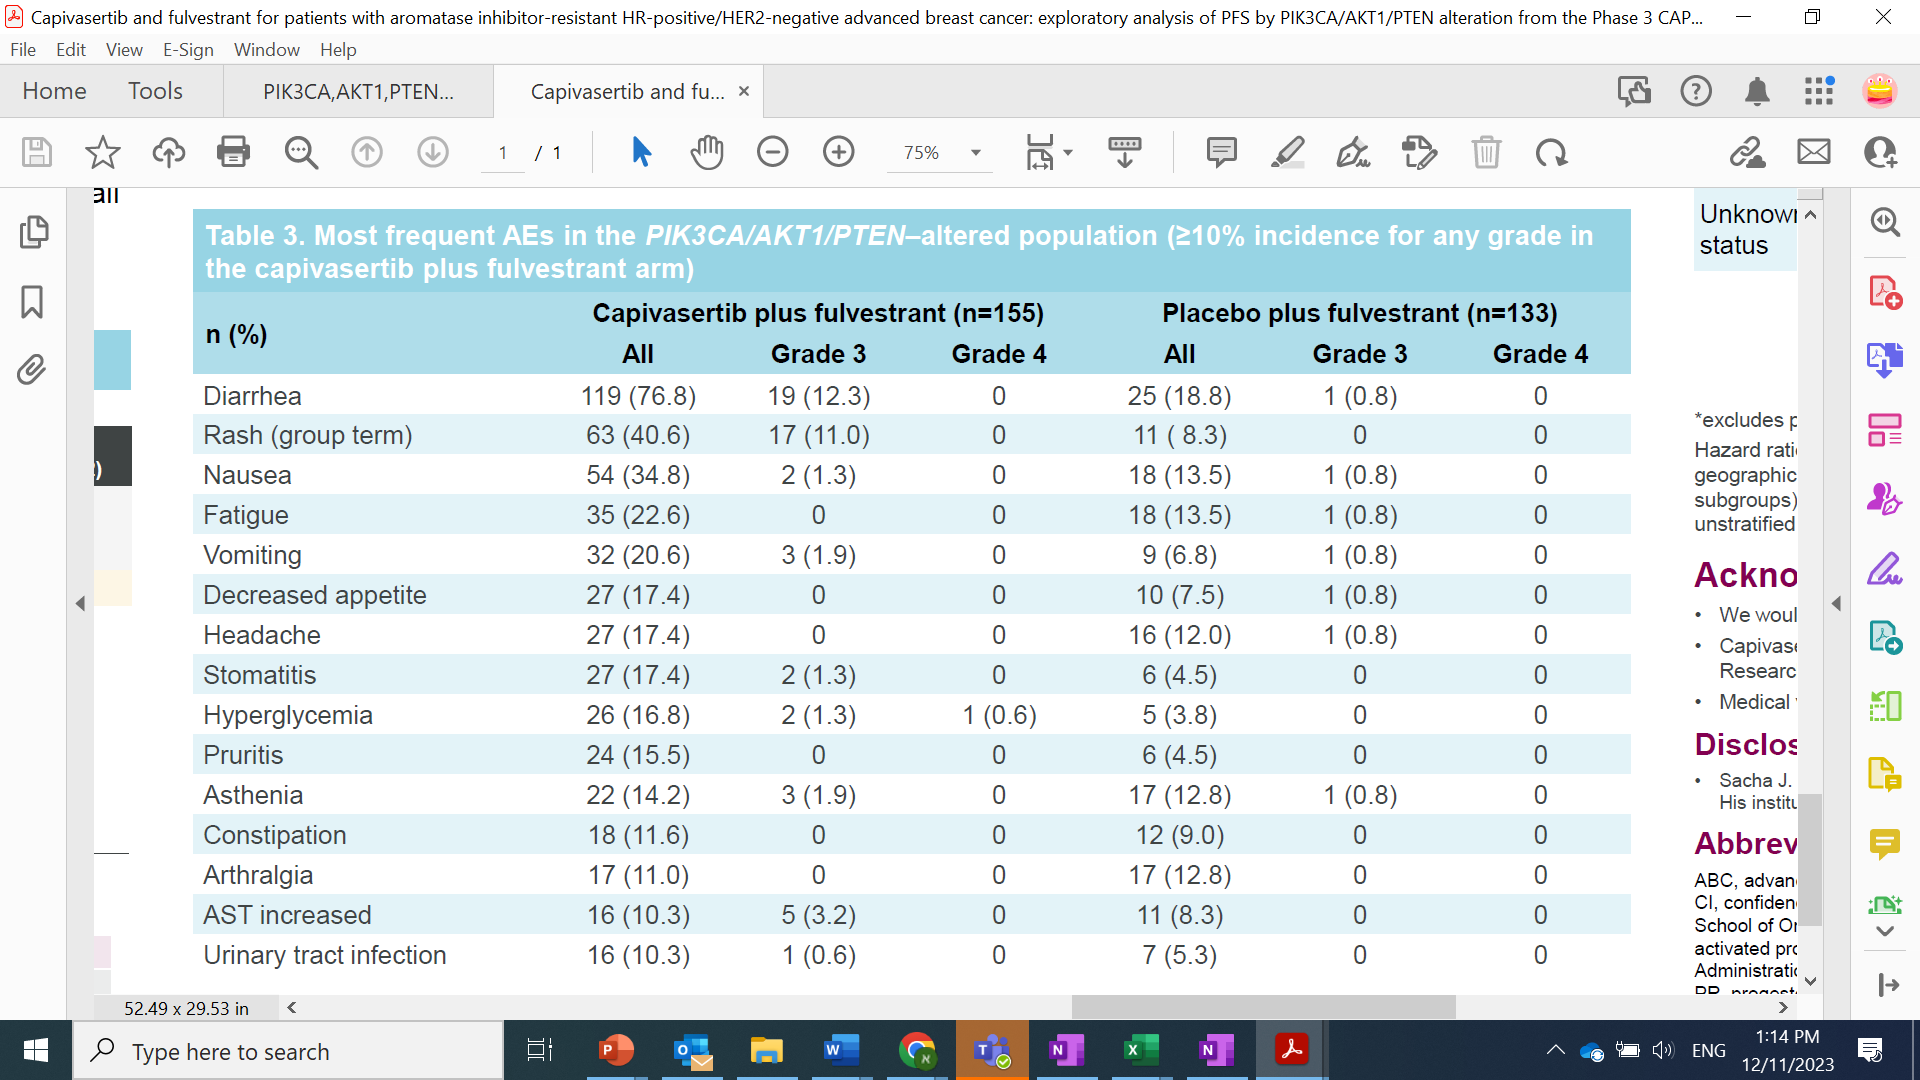 Capivasertib and fulvestrant for patients with aromatase inhibitor-resistant HR-positive/HER2-negative advanced breast cancer: exploratory analysis of PFS by PIK3CA/AKT1/PTEN alteration from the Phase 3 CAP...
File Edit View E-Sign Window Help
Home Tools PIK3CA,AKT1,PTEN... Capivasertib and fu... ×
1 / 1 75%
all
Table 3. Most frequent AEs in the PIK3CA/AKT1/PTEN–altered population (≥10% incidence for any grade in
the capivasertib plus fulvestrant arm)
n (%) Capivasertib plus fulvestrant (n=155) Placebo plus fulvestrant (n=133)
All Grade 3 Grade 4 All Grade 3 Grade 4
Diarrhea 119 (76.8) 19 (12.3) 0 25 (18.8) 1 (0.8) 0
Rash (group term) 63 (40.6) 17 (11.0) 0 11 ( 8.3) 0 0
Nausea 54 (34.8) 2 (1.3) 0 18 (13.5) 1 (0.8) 0
Fatigue 35 (22.6) 0 0 18 (13.5) 1 (0.8) 0
Vomiting 32 (20.6) 3 (1.9) 0 9 (6.8) 1 (0.8) 0
Decreased appetite 27 (17.4) 0 0 10 (7.5) 1 (0.8) 0
Headache 27 (17.4) 0 0 16 (12.0) 1 (0.8) 0
Stomatitis 27 (17.4) 2 (1.3) 0 6 (4.5) 0 0
Hyperglycemia 26 (16.8) 2 (1.3) 1 (0.6) 5 (3.8) 0 0
Pruritis 24 (15.5) 0 0 6 (4.5) 0 0
Asthenia 22 (14.2) 3 (1.9) 0 17 (12.8) 1 (0.8) 0
Constipation 18 (11.6) 0 0 12 (9.0) 0 0
Arthralgia 17 (11.0) 0 0 17 (12.8) 0 0
AST increased 16 (10.3) 5 (3.2) 0 11 (8.3) 0 0
Urinary tract infection 16 (10.3) 1 (0.6) 0 7 (5.3) 0 0
Unknown
status
*excludes p
Hazard rati
geographic
subgroups)
unstratified
Ackno
• We woul
• Capivase
Researc
• Medical
Disclos
• Sacha J.
His institu
Abbrev
ABC, advan
CI, confiden
School of Or
activated pro
Administratio
PR, progest
52.49 x 29.53 in
Type here to search
ENG
1:14 PM
12/11/2023